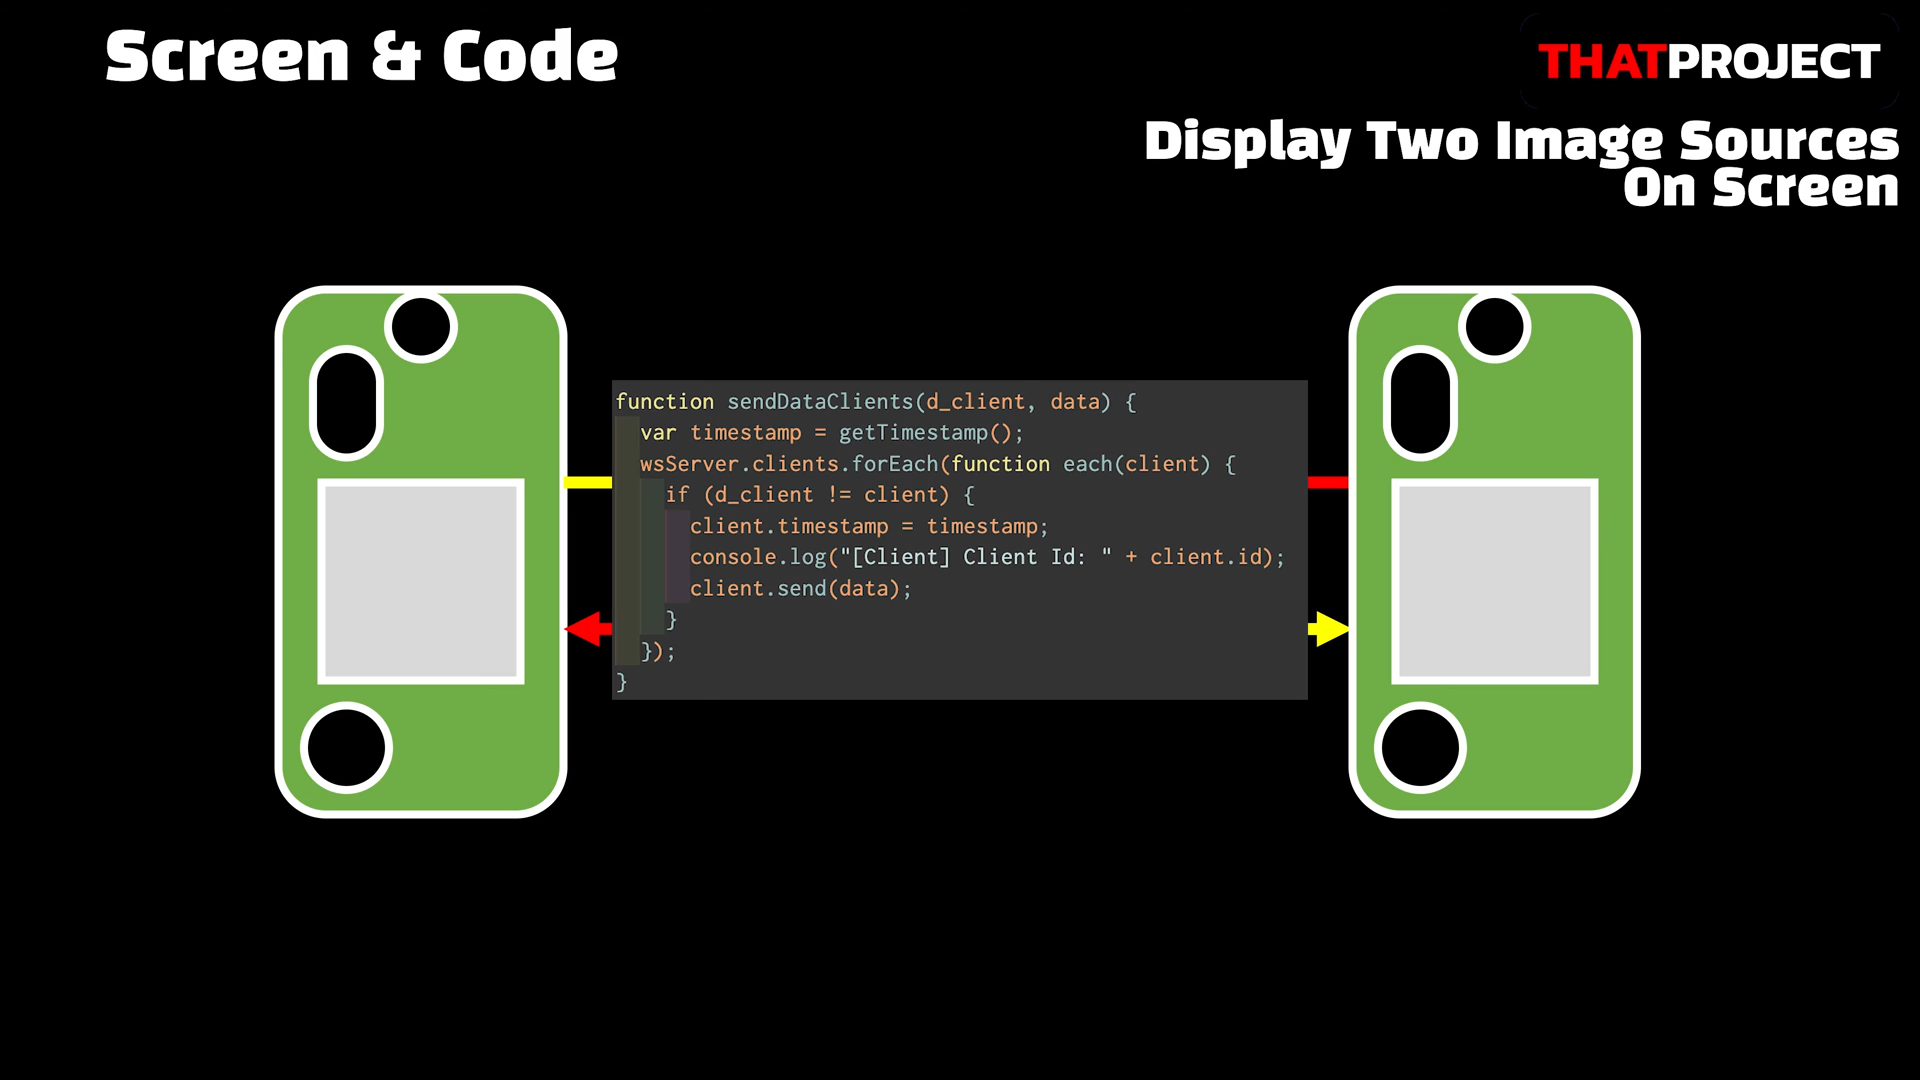 Screen & Code
THATPROJECT
Display Two Image Sources
On Screen
function sendDataClients(d_client, data) {
  var timestamp = getTimestamp();
  wsServer.clients.forEach(function each(client) {
    if (d_client != client) {
      client.timestamp = timestamp;
      console.log("[Client] Client Id: " + client.id);
      client.send(data);
    }
  });
}